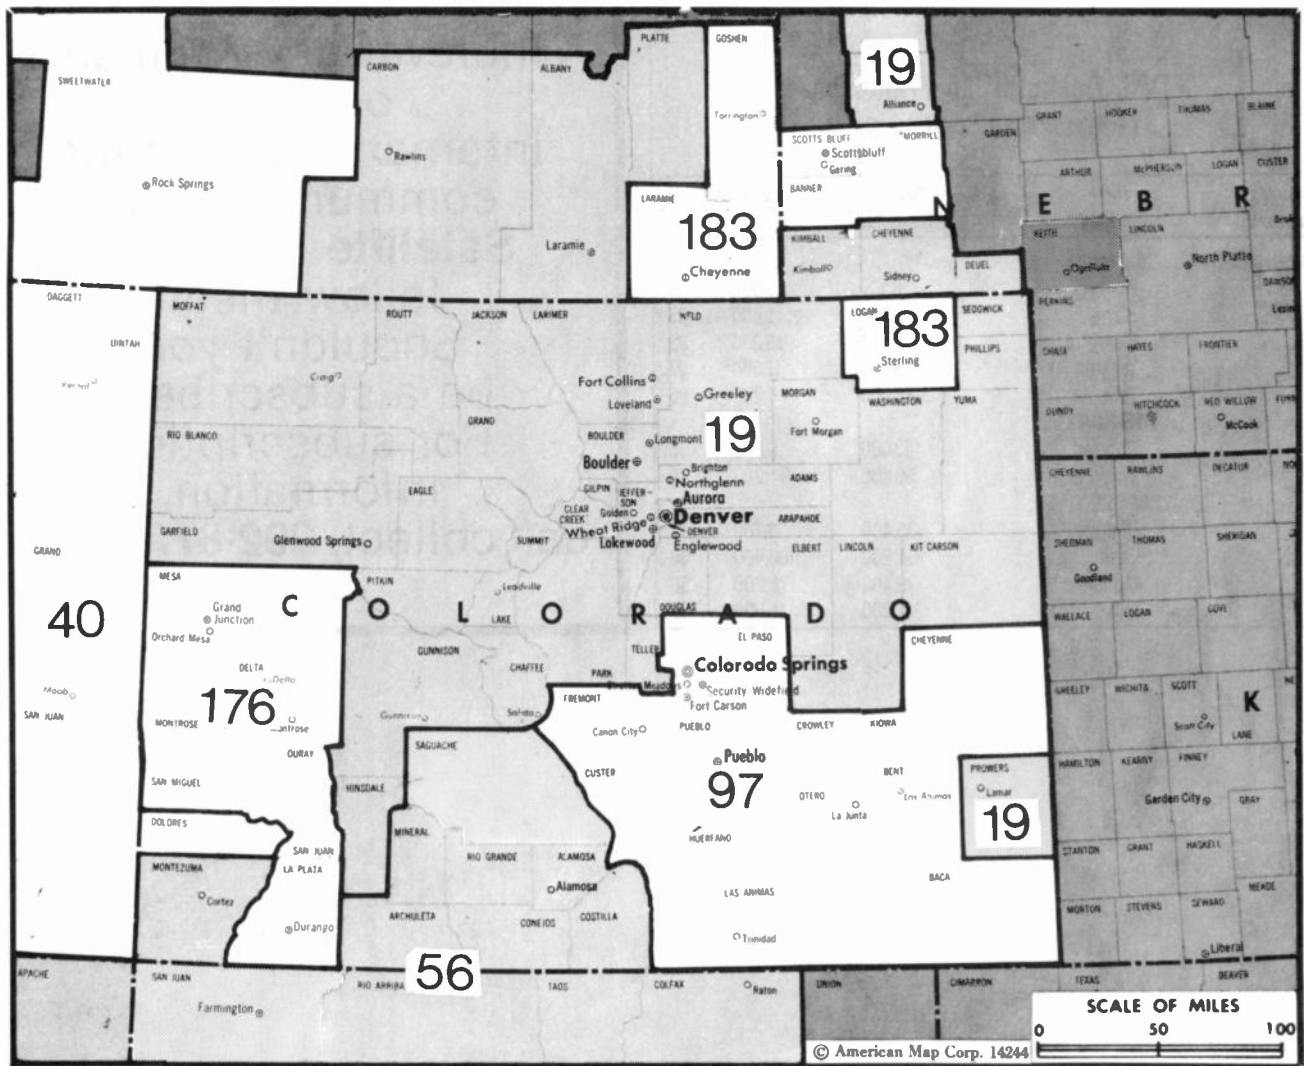 PLATTE
GOSHEN
CARBON
ALBANY
19
SWEETWATER
Alliance
GRANT
HOOKER
THOMAS
BLAINE
Torrington
SCOTTS BLUFF
MORRILL
GARDEN
Rawlins
Scottsbluff
Gering
ARTHUR
McPHERSON
LOGAN
CUSTER
Rock Springs
BANNER
LARAMIE
N
E
B
R
183
KIMBALL
CHEYENNE
KEITH
LINCOLN
Laramie
Cheyenne
Kimball
Sidney
DEUEL
Ogallala
North Platte
DAGGETT
MOFFAT
ROUTT
JACKSON
LARIMER
WELD
LOGAN
SEDGWICK
PERKINS
183
UINTAH
Sterling
PHILLIPS
CHASE
HAYES
FRONTIER
Vernal
Craig
Fort Collins
Loveland
Greeley
MORGAN
WASHINGTON
YUMA
DUNDY
HITCHCOCK
RED WILLOW
McCook
GRAND
RIO BLANCO
BOULDER
Longmont
19
Fort Morgan
Boulder
Brighton
Northglenn
ADAMS
CHEYENNE
RAWLINS
DECATUR
EAGLE
GILPIN
JEFFER-
SON
Aurora
CLEAR
CREEK
Golden
Denver
ARAPAHOE
GARFIELD
Wheat Ridge
DENVER
Glenwood Springs
SUMMIT
Lakewood
Englewood
ELBERT
LINCOLN
KIT CARSON
SHERMAN
THOMAS
SHERIDAN
GRAND
Goodland
MESA
PITKIN
Leadville
C
O
L
O
R
A
D
O
DOUGLAS
40
Grand
Junction
LAKE
WALLACE
LOGAN
GOVE
Orchard Mesa
EL PASO
CHEYENNE
GUNNISON
TELLER
DELTA
CHAFFEE
PARK
Colorodo Springs
Delta
Stratton Meadows
Security Widefield
GREELEY
WICHITA
SCOTT
Moab
176
FREMONT
Fort Carson
K
SAN JUAN
MONTROSE
Montrose
Gunnison
Salida
Canon City
PUEBLO
CROWLEY
KIOWA
Scott City
LANE
OURAY
SAGUACHE
Pueblo
HAMILTON
KEARNY
FINNEY
SAN MIGUEL
HINSDALE
CUSTER
97
BENT
PROWERS
OTERO
Las Animas
Lamar
Garden City
GRAY
DOLORES
La Junta
MINERAL
HUERFANO
19
SAN JUAN
RIO GRANDE
ALAMOSA
STANTON
GRANT
HASKELL
MONTEZUMA
LA PLATA
BACA
Cortez
Alamosa
LAS ANIMAS
MEADE
ARCHULETA
CONEJOS
COSTILLA
MORTON
STEVENS
SEWARD
Durango
Trinidad
Liberal
APACHE
SAN JUAN
56
RIO ARRIBA
TAOS
COLFAX
Raton
UNION
CIMARRON
TEXAS
BEAVER
Farmington
SCALE OF MILES
0 50 100
© American Map Corp. 14244